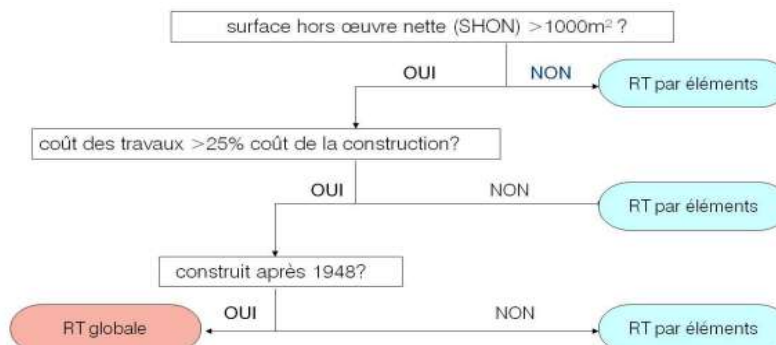 surface hors œuvre nette (SHON) >1000m² ?
OUI NON
RT par éléments
coût des travaux >25% coût de la construction?
OUI NON
RT par éléments
construit après 1948?
OUI NON
RT globale RT par éléments